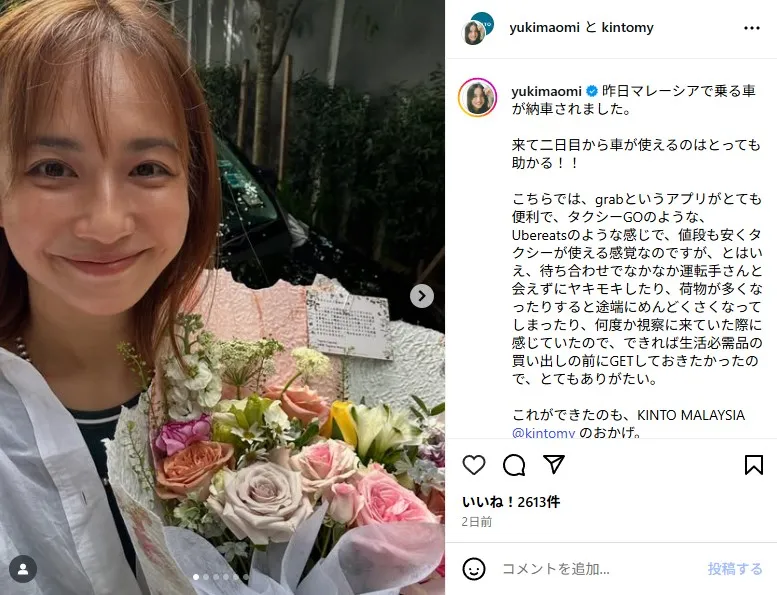 yukimaomi と kintomy
yukimaomi 昨日マレーシアで乗る車
が納車されました。
来て二日目から車が使えるのはとっても
助かる！！
こちらでは、grabというアプリがとても
便利で、タクシーGOのような、
Ubereatsのような感じで、値段も安くタ
クシーが使える感覚なのですが、とはい
え、待ち合わせでなかなか運転手さんと
会えずにヤキモキしたり、荷物が多くな
ったりすると途端にめんどくさくなって
しまったり、何度か視察に来ていた際に
感じていたので、できれば生活必需品の
買い出しの前にGETしておきたかったの
で、とてもありがたい。
これができたのも、KINTO MALAYSIA
@kintomy のおかげ。
いいね！2613件
2日前
コメントを追加...
投稿する